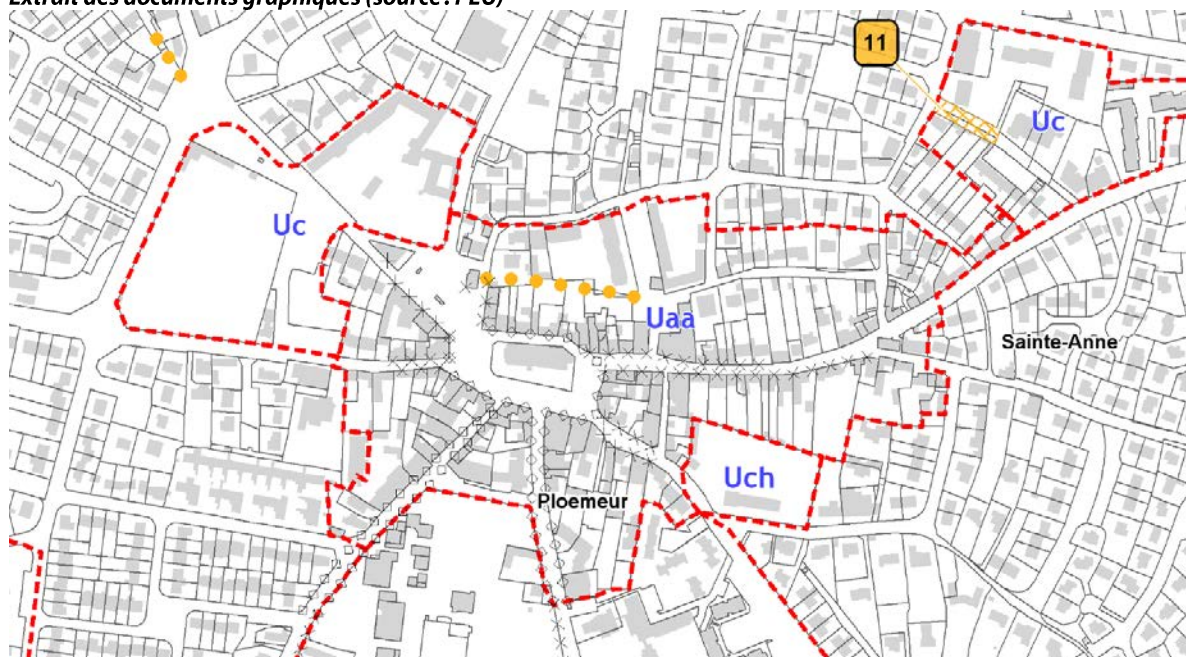 Extrait des documents graphiques (source : PLU)
11
Uc
Uc
Uaa
Sainte-Anne
Uch
Ploemeur